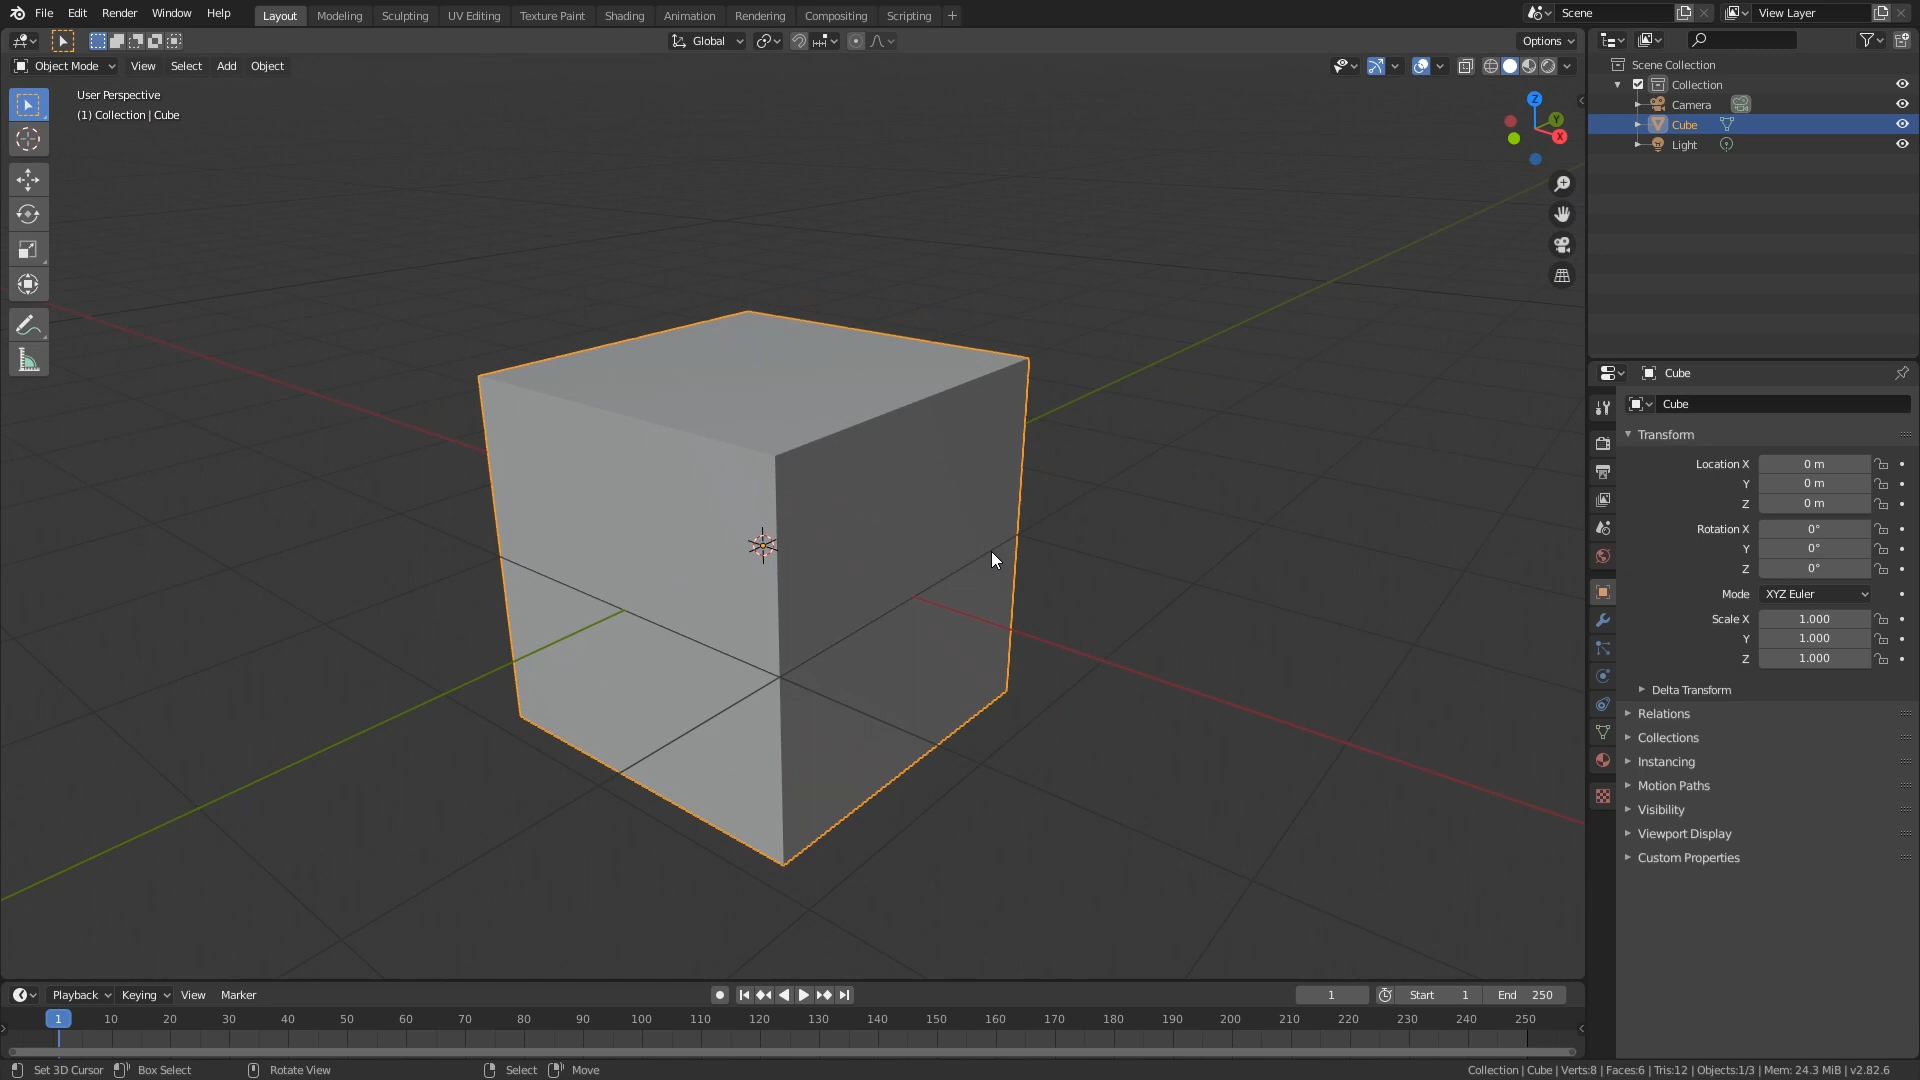 File Edit Render Window Help Layout Modeling Sculpting UV Editing Texture Paint Shading Animation Rendering Compositing Scripting + Scene View Layer
Global Options
Object Mode View Select Add Object
User Perspective
(1) Collection | Cube
Z
Y
X
Scene Collection
Collection
Camera
Cube
Light
Cube
Cube
Transform
Location X 0 m
Y 0 m
Z 0 m
Rotation X 0°
Y 0°
Z 0°
Mode XYZ Euler
Scale X 1.000
Y 1.000
Z 1.000
Delta Transform
Relations
Collections
Instancing
Motion Paths
Visibility
Viewport Display
Custom Properties
Playback Keying View Marker 1 Start 1 End 250
1 10 20 30 40 50 60 70 80 90 100 110 120 130 140 150 160 170 180 190 200 210 220 230 240 250
Set 3D Cursor Box Select Rotate View Select Move Collection | Cube | Verts:8 | Faces:6 | Tris:12 | Objects:1/3 | Mem: 24.3 MiB | v2.82.6